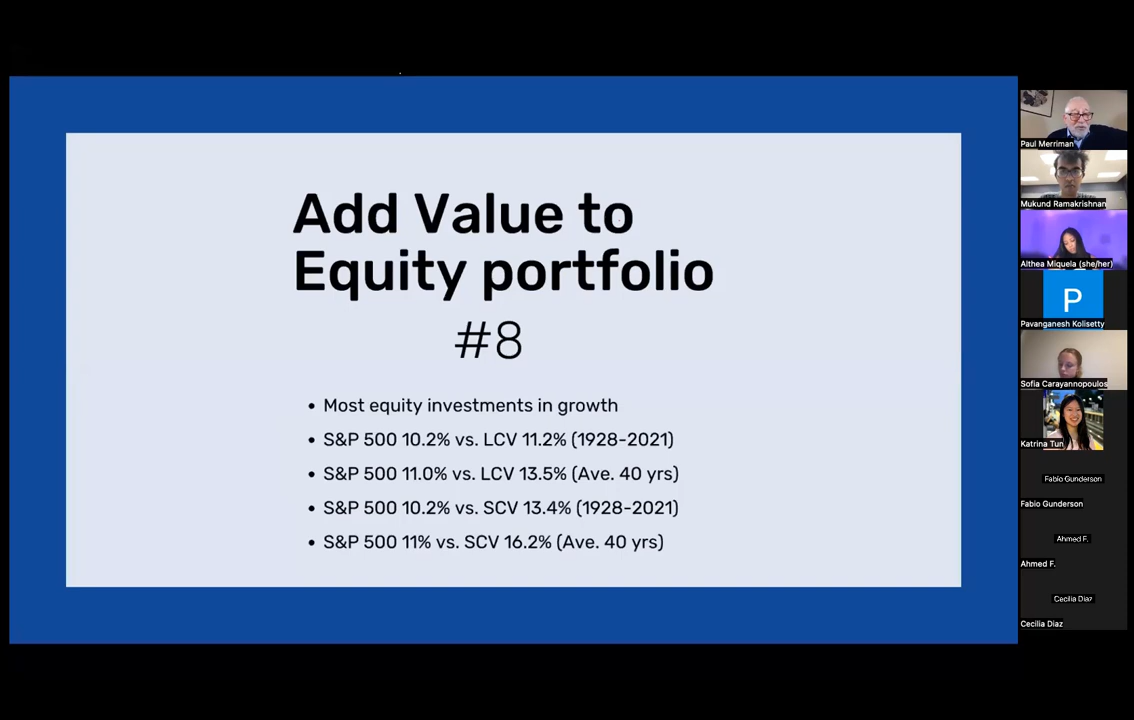 Add Value to
Equity portfolio
#8
• Most equity investments in growth
• S&P 500 10.2% vs. LCV 11.2% (1928-2021)
• S&P 500 11.0% vs. LCV 13.5% (Ave. 40 yrs)
• S&P 500 10.2% vs. SCV 13.4% (1928-2021)
• S&P 500 11% vs. SCV 16.2% (Ave. 40 yrs)
Paul Merriman
Mukund Ramakrishnan
Althea Miquela (she/her)
P
Pavanganesh Kolisetty
Sofia Carayannopoulos
Katrina Tun
Fabio Gunderson
Fabio Gunderson
Ahmed F.
Ahmed F.
Cecilia Diaz
Cecilia Diaz